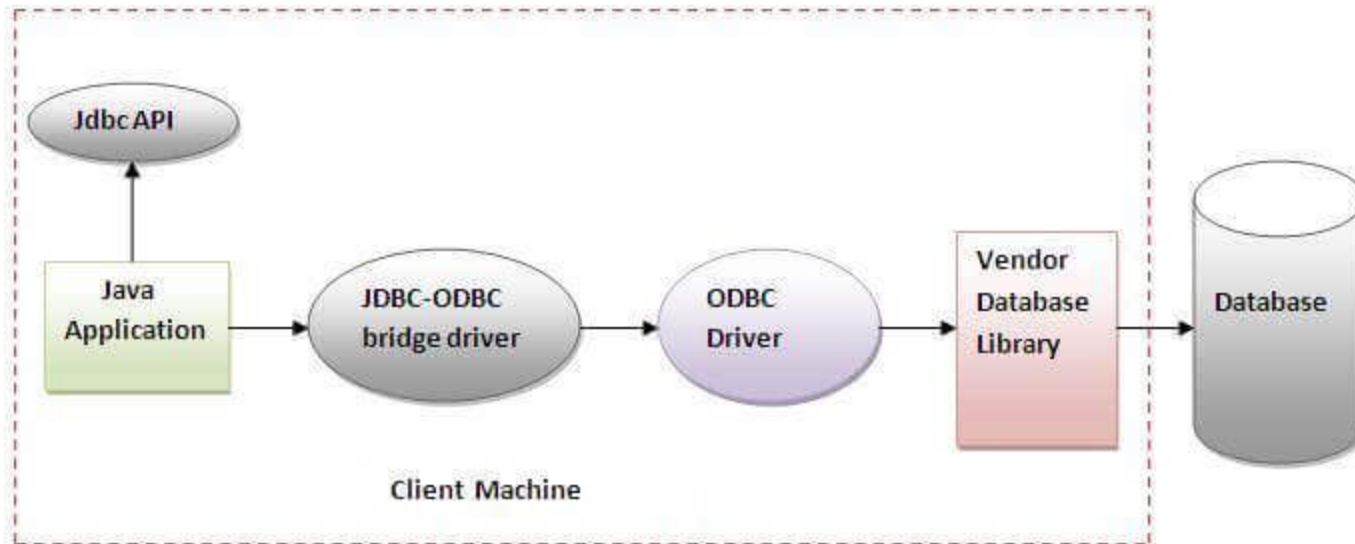 Jdbc API
Java
Application
JDBC-ODBC
bridge driver
ODBC
Driver
Vendor
Database
Library
Database
Client Machine